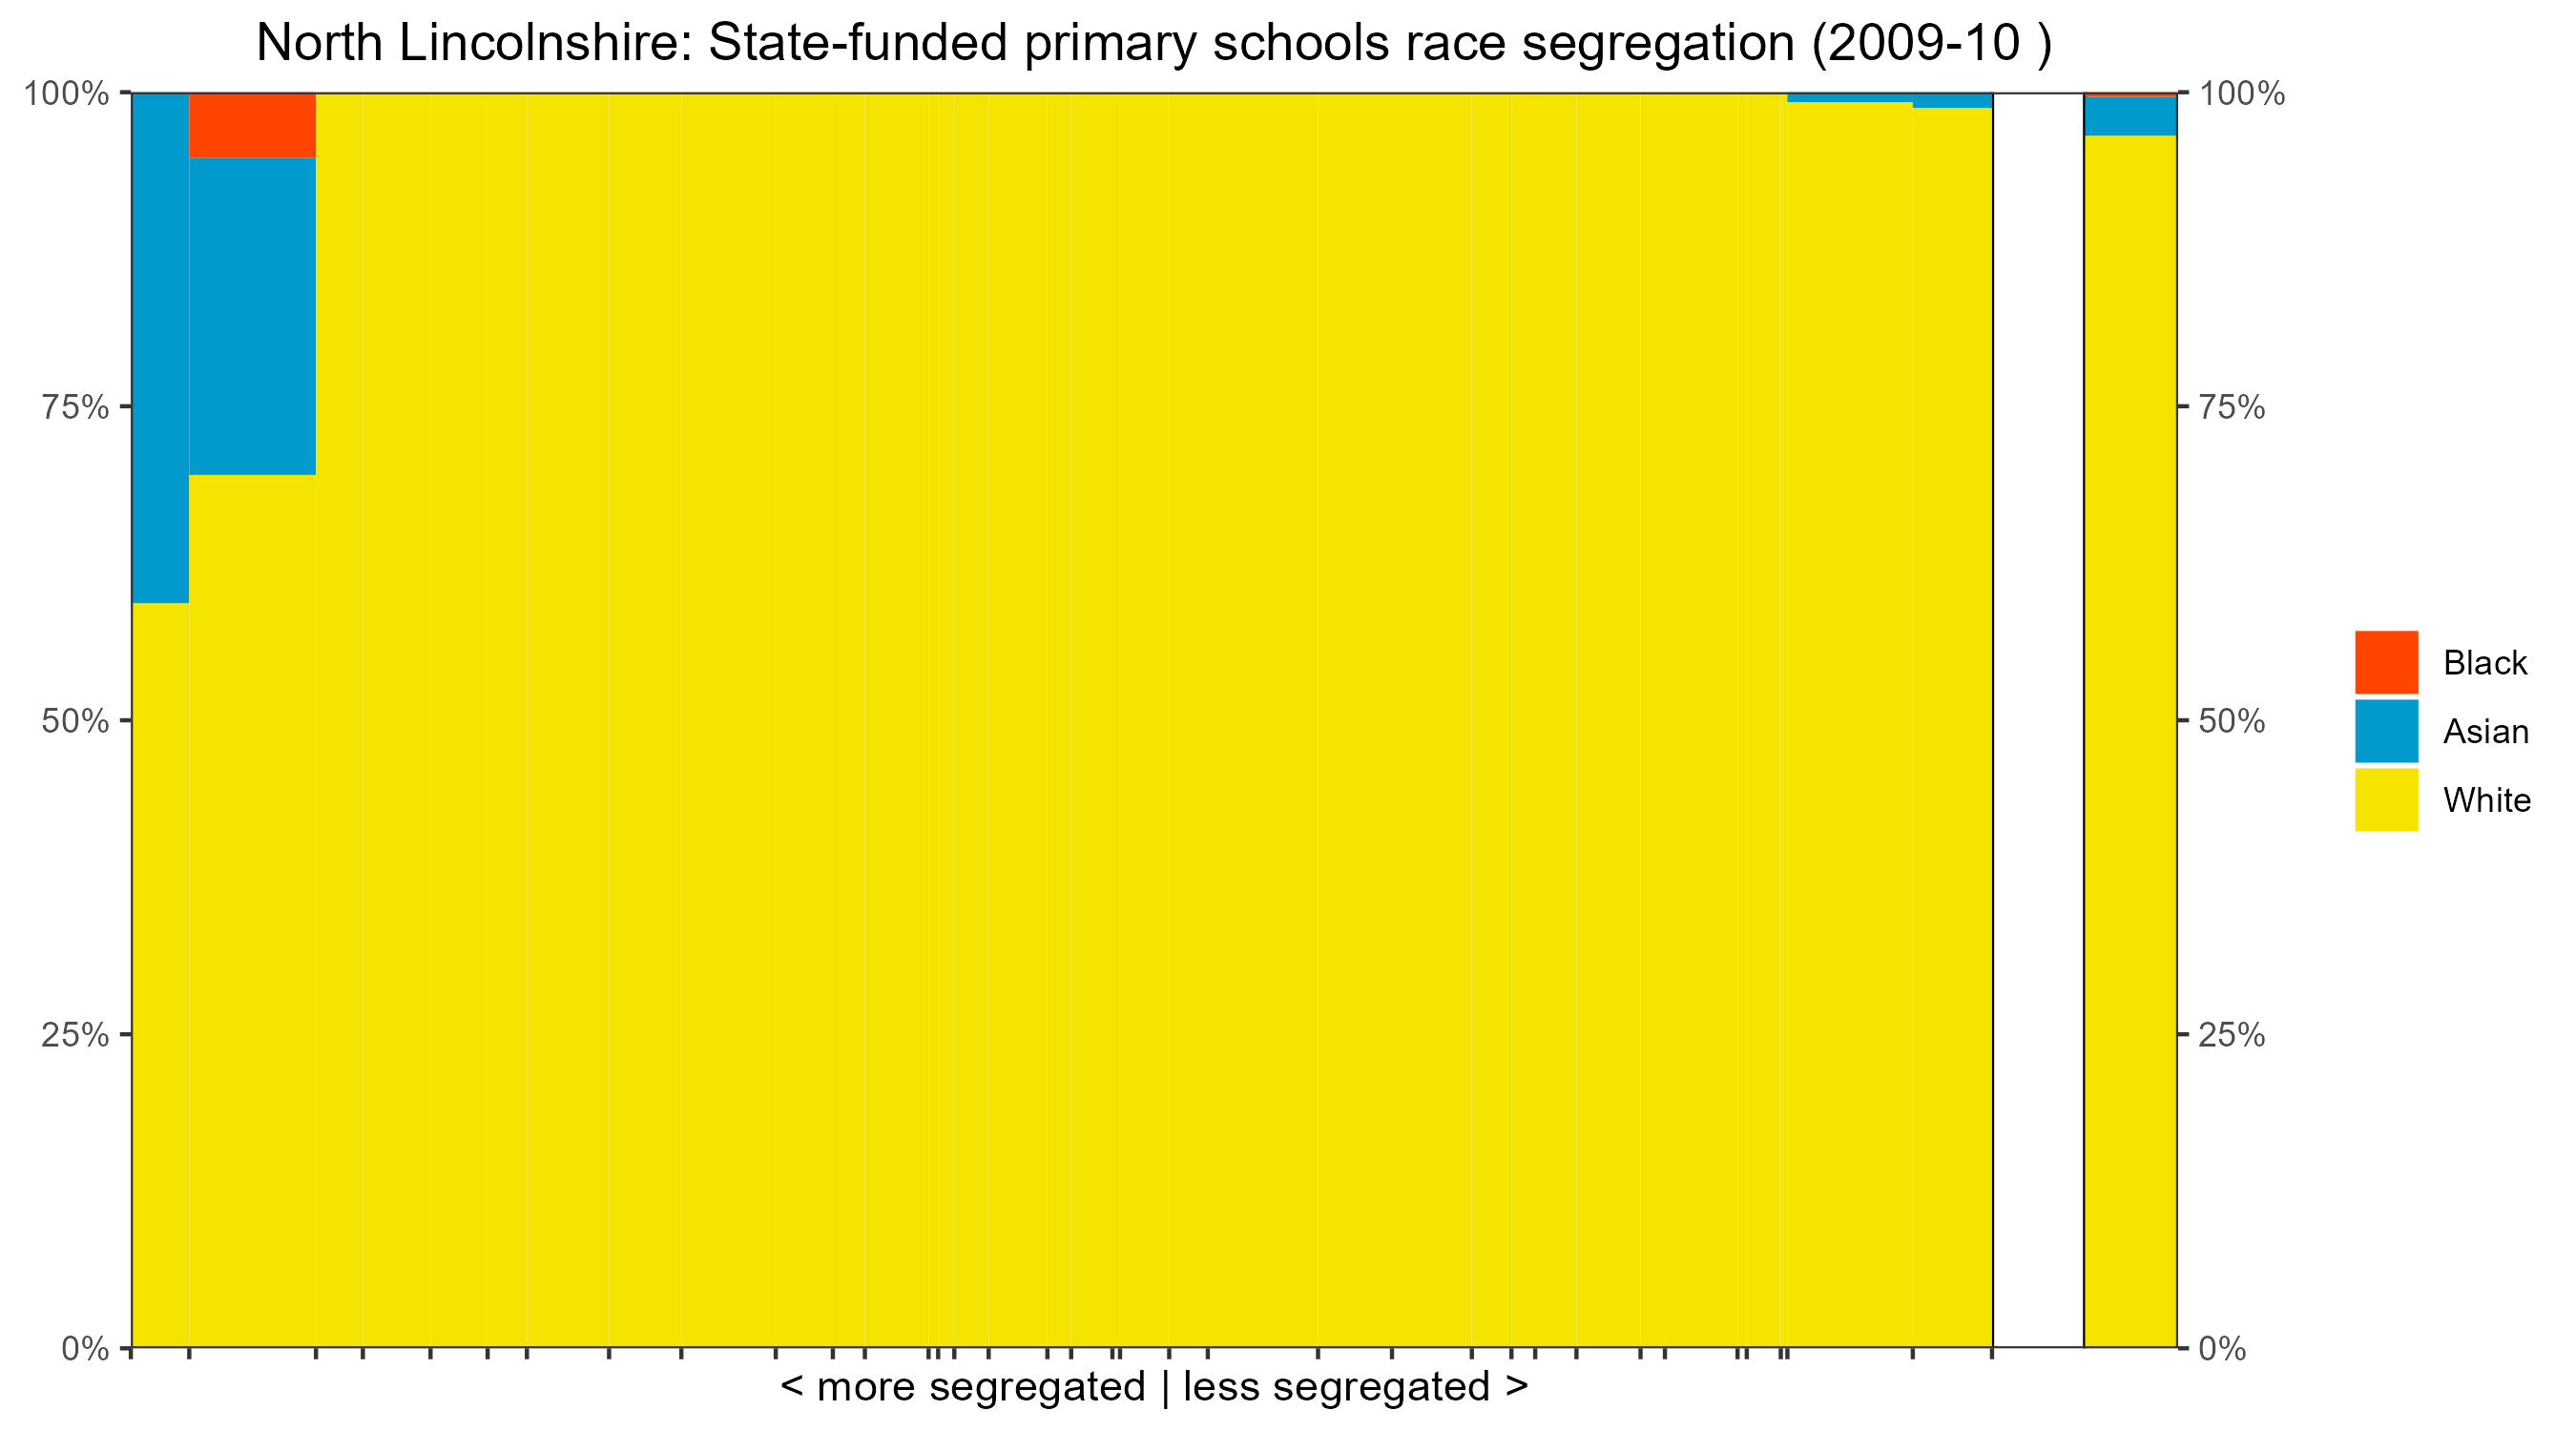 North Lincolnshire: State-funded primary schools race segregation (2009-10 )
100%
75%
50%
25%
0%
100%
75%
50%
25%
0%
Black
Asian
White
< more segregated | less segregated >